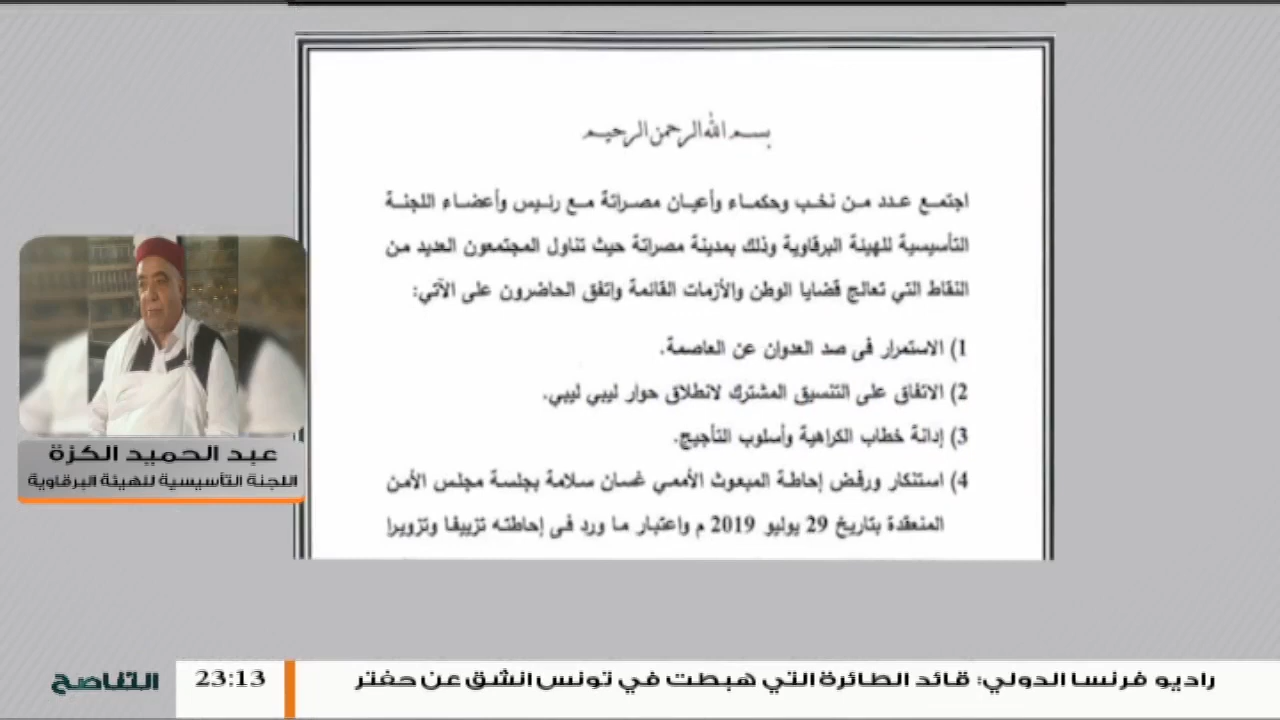 بسم الله الرحمن الرحيم
اجتمع عدد من نخب وحكماء وأعيان مصراتة مع رئيس وأعضاء اللجنة
التأسيسية للهيئة البرقاوية وذلك بمدينة مصراتة حيث تناول المجتمعون العديد من
النقاط التي تعالج قضايا الوطن والأزمات القائمة واتفق الحاضرون على الآتي:
1) الاستمرار في صد العدوان عن العاصمة.
2) الاتفاق على التنسيق المشترك لانطلاق حوار ليبي ليبي.
3) إدانة خطاب الكراهية وأسلوب التأجيج.
4) استنكار ورفض إحاطة المبعوث الأممي غسان سلامة بجلسة مجلس الأمن
المنعقدة بتاريخ 29 يوليو 2019 م واعتبار ما ورد في إحاطته تزييفا وتزويرا
عبد الحميد الكزة
اللجنة التأسيسية للهيئة البرقاوية
راديو فرنسا الدولي: قائد الطائرة التي هبطت في تونس انشق عن حفتر
23:13
التناصح